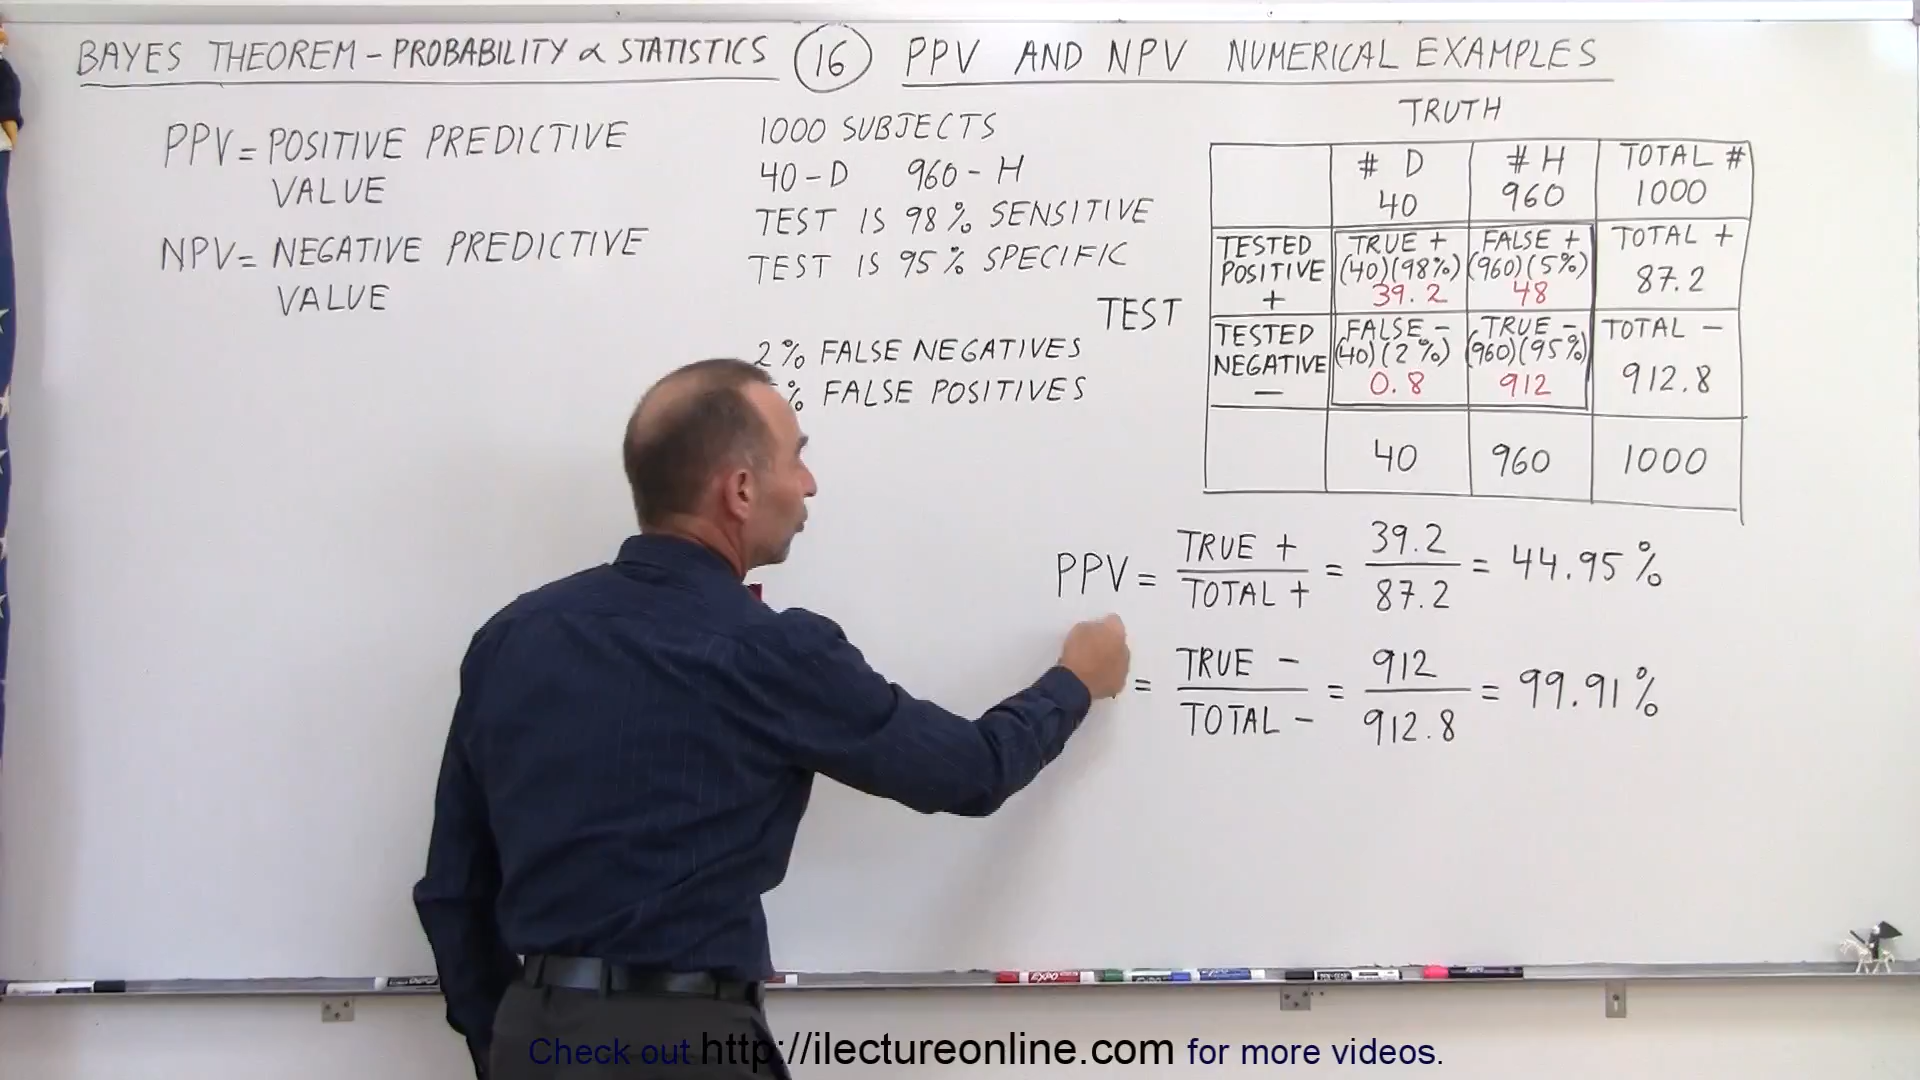 BAYES THEOREM - PROBABILITY & STATISTICS 16 PPV AND NPV NUMERICAL EXAMPLES
PPV = POSITIVE PREDICTIVE
VALUE
NPV = NEGATIVE PREDICTIVE
VALUE
1000 SUBJECTS
40 - D 960 - H
TEST IS 98% SENSITIVE
TEST IS 95% SPECIFIC
2% FALSE NEGATIVES
% FALSE POSITIVES
TRUTH
TEST
# D # H TOTAL #
40 960 1000
TESTED POSITIVE +
TRUE + (40)(98%) 39.2
FALSE + (960)(5%) 48
TOTAL + 87.2
TESTED NEGATIVE −
FALSE − (40)(2%) 0.8
TRUE − (960)(95%) 912
TOTAL − 912.8
40 960 1000
PPV = TRUE + / TOTAL + = 39.2 / 87.2 = 44.95%
= TRUE − / TOTAL − = 912 / 912.8 = 99.91%
EXPO
Check out http://ilectureonline.com for more videos.